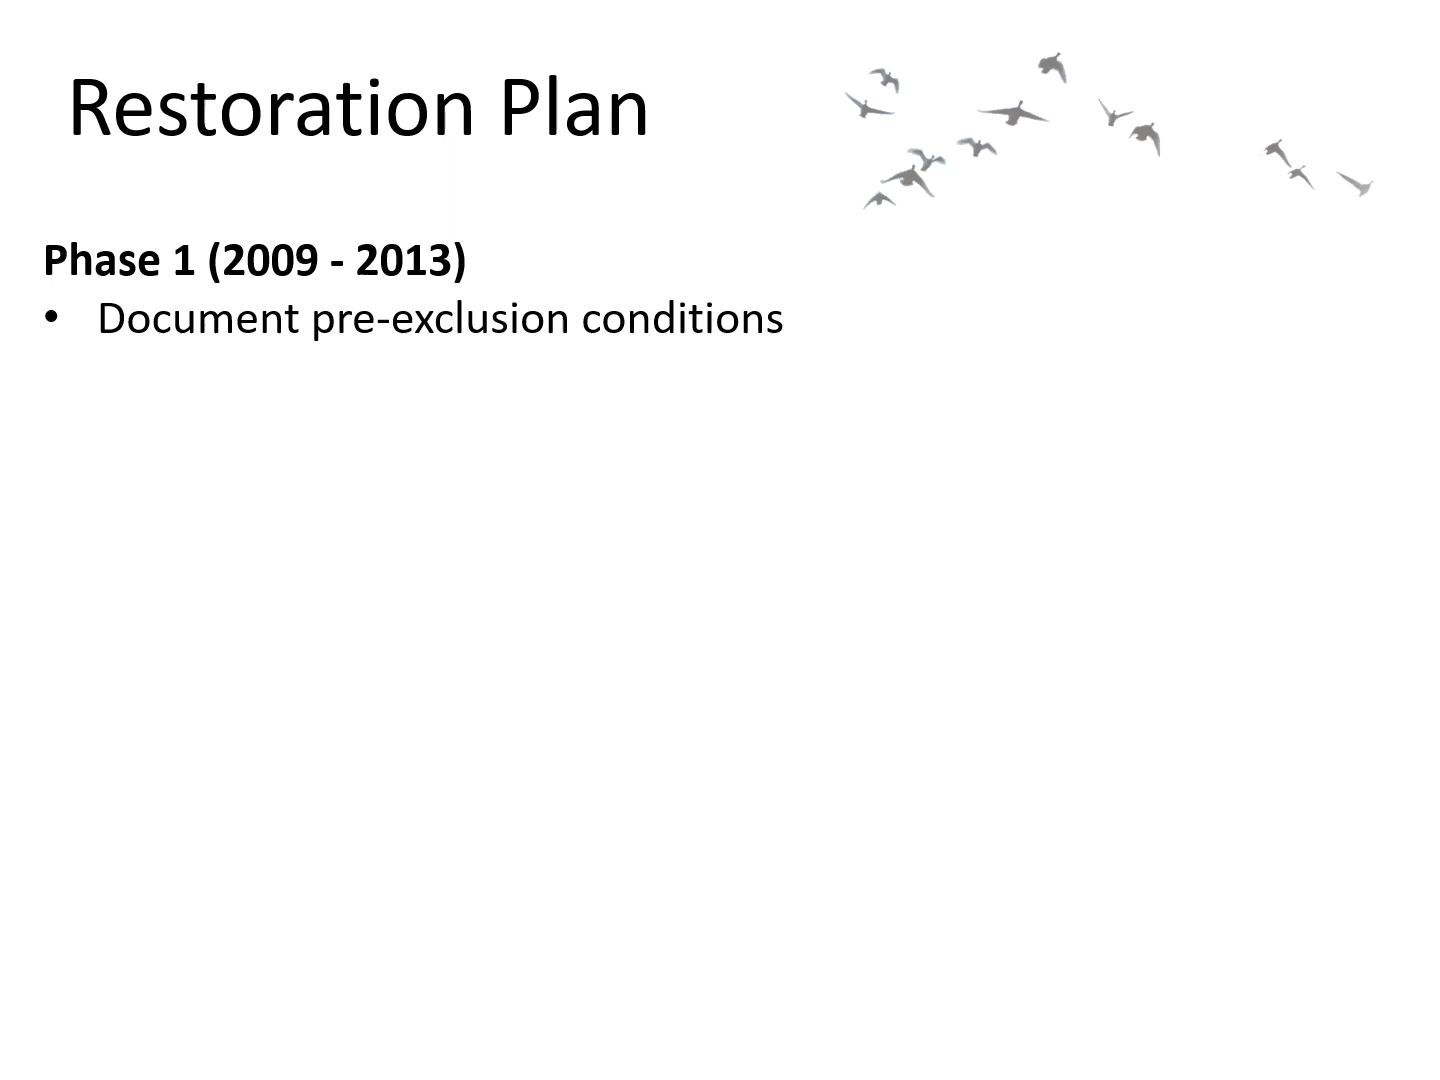 Restoration Plan
Phase 1 (2009 - 2013)
• Document pre-exclusion conditions